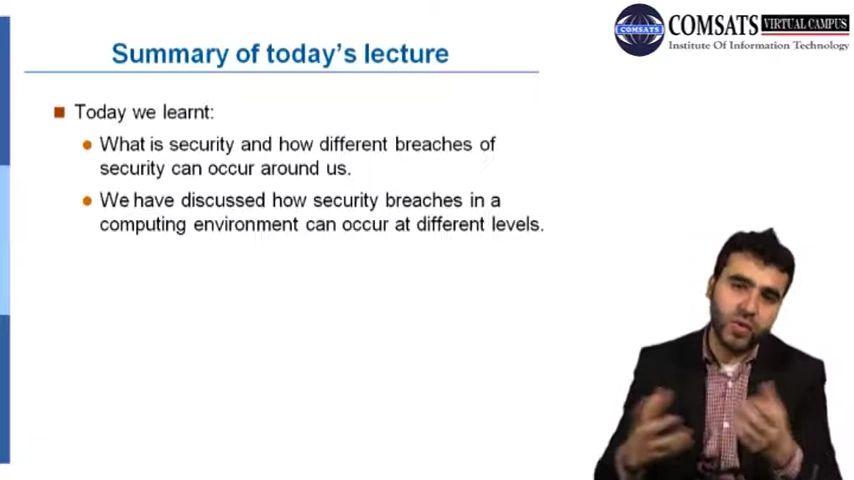 Summary of today's lecture
COMSATS VIRTUAL CAMPUS
Institute Of Information Technology
Today we learnt:
What is security and how different breaches of
security can occur around us.
We have discussed how security breaches in a
computing environment can occur at different levels.